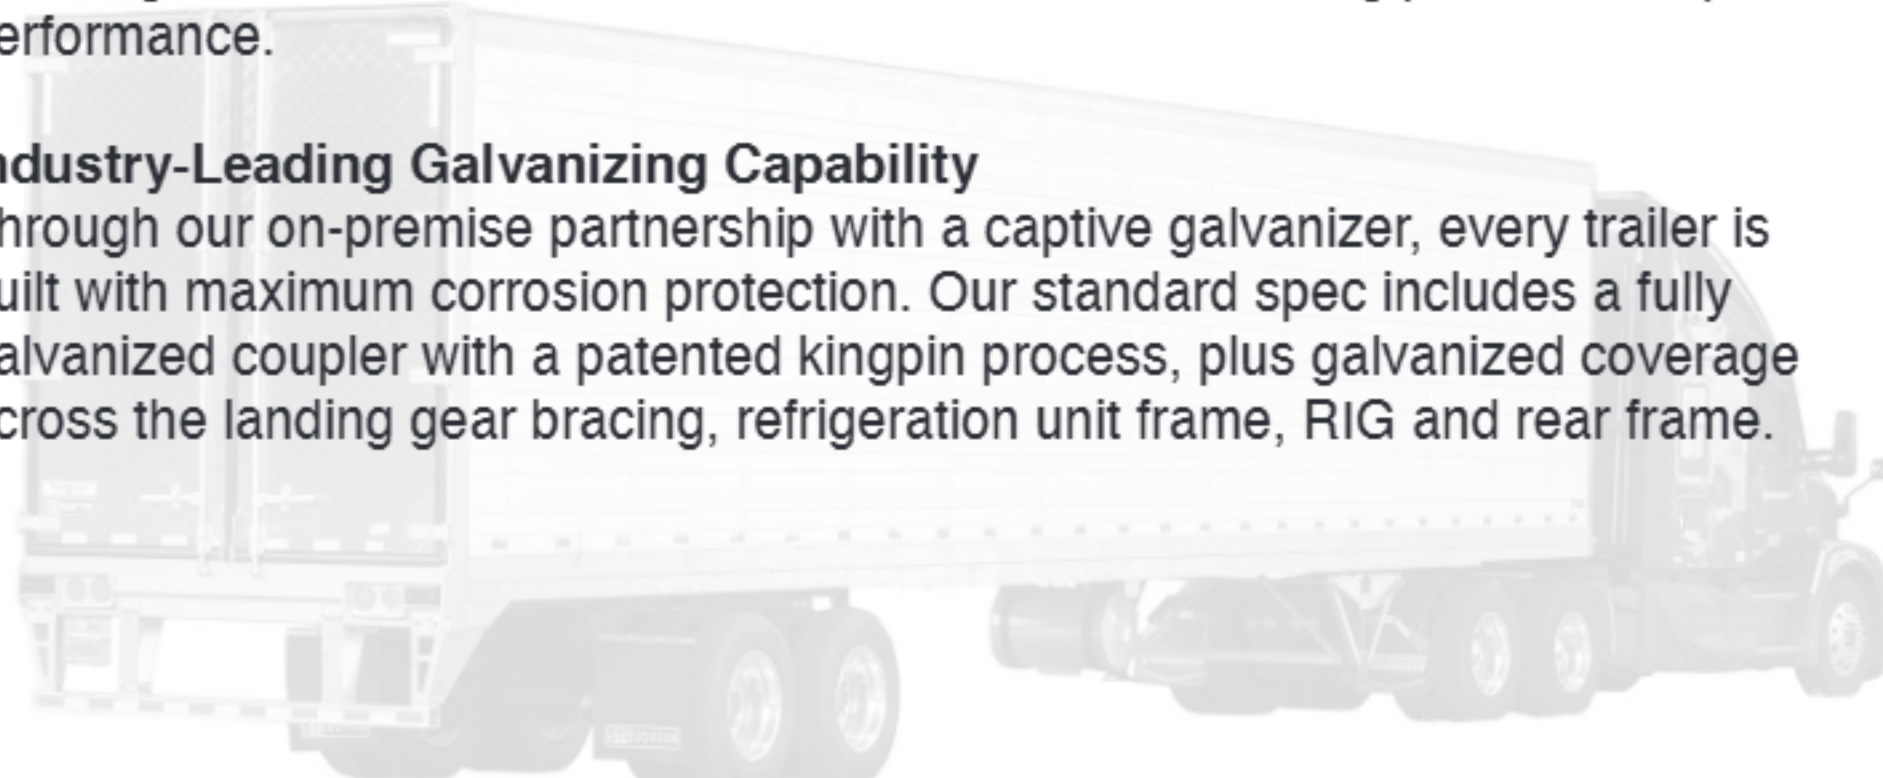 erformance.
ndustry-Leading Galvanizing Capability
hrough our on-premise partnership with a captive galvanizer, every trailer is
uilt with maximum corrosion protection. Our standard spec includes a fully
alvanized coupler with a patented kingpin process, plus galvanized coverage
cross the landing gear bracing, refrigeration unit frame, RIG and rear frame.